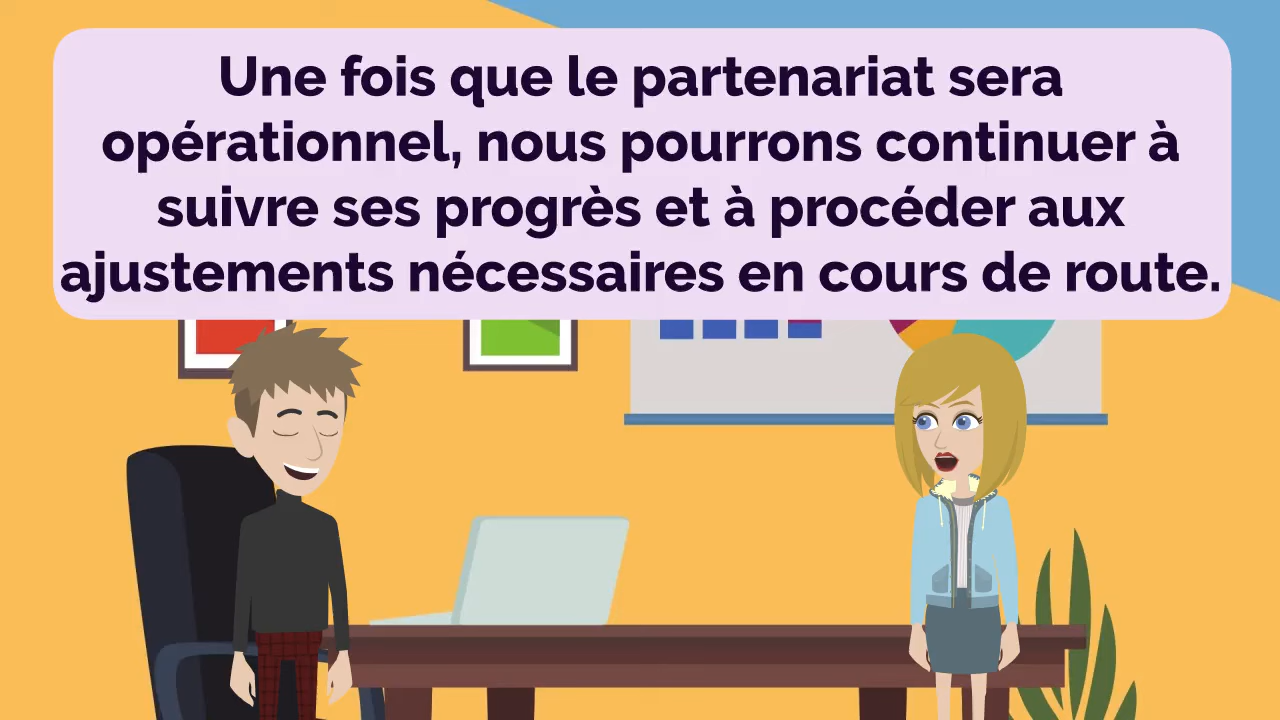 Une fois que le partenariat sera
opérationnel, nous pourrons continuer à
suivre ses progrès et à procéder aux
ajustements nécessaires en cours de route.